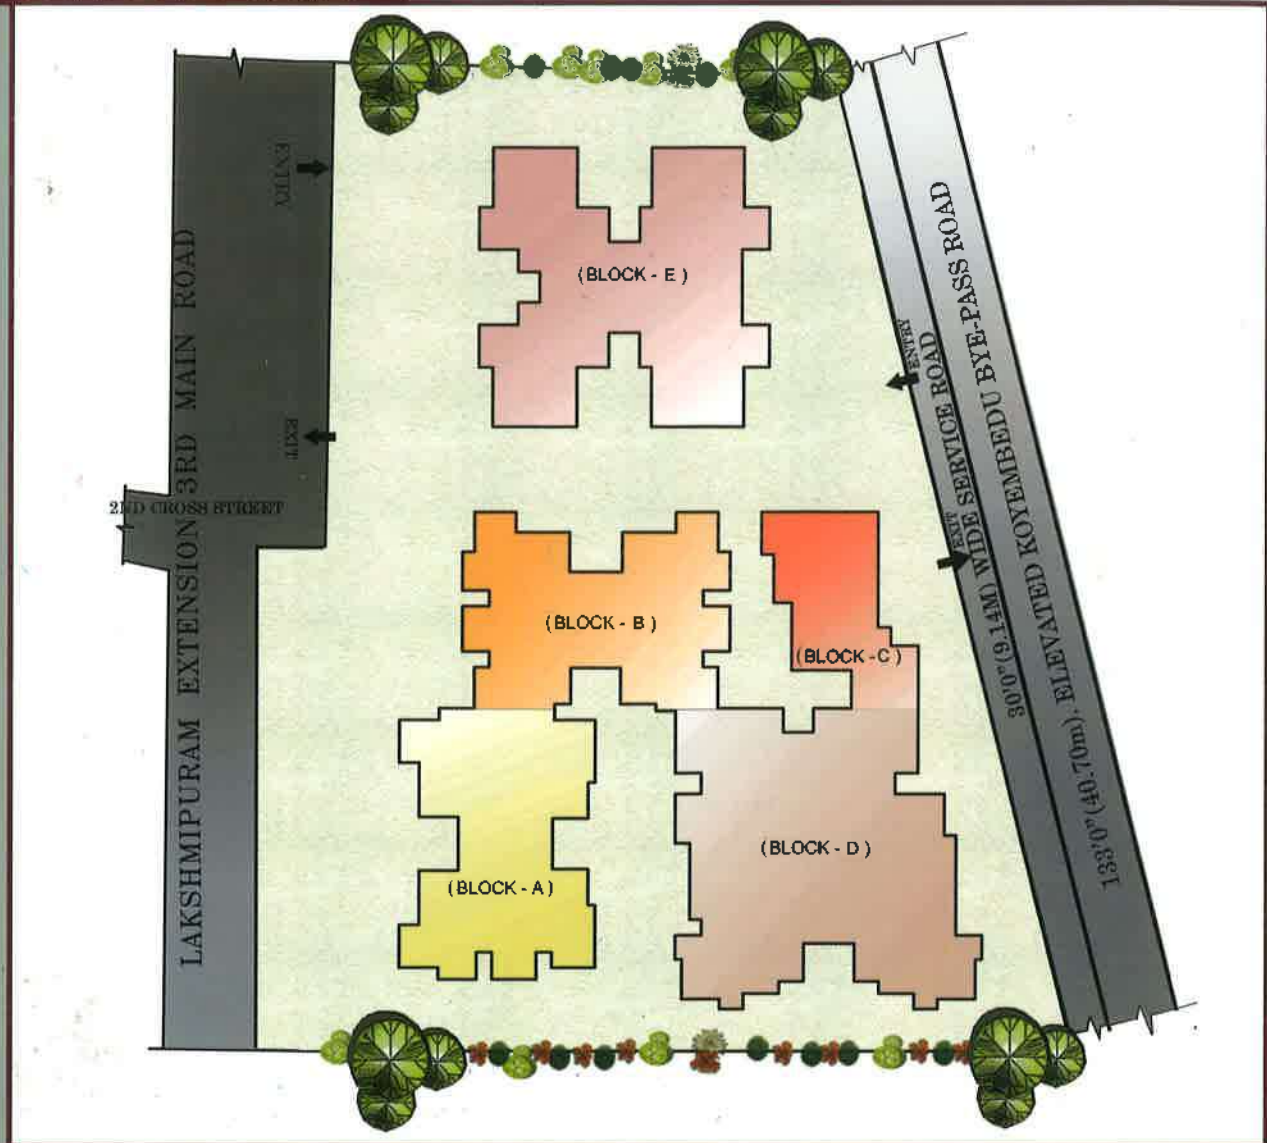 ENTRY
LAKSHMIPURAM EXTENSION 3RD MAIN ROAD
EXIT
2ND CROSS STREET
(BLOCK - E )
(BLOCK - B )
(BLOCK -C )
(BLOCK - A )
(BLOCK - D )
ENTRY
EXIT
30'0"(9.14M) WIDE SERVICE ROAD
133'0"(40.70m). ELEVATED KOYEMBEDU BYE-PASS ROAD